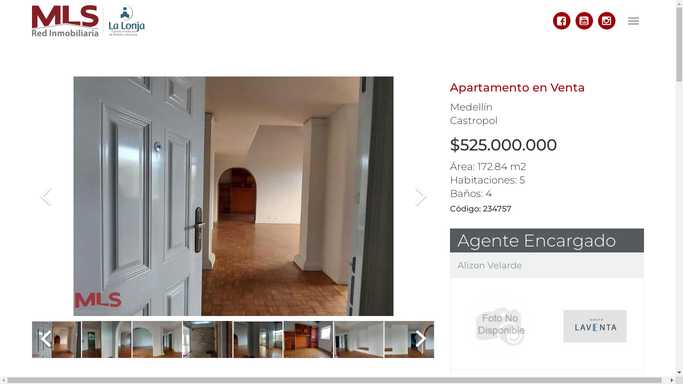 MLS
Red Inmobiliaria
La Lonja
Apartamento en Venta
Medellín
Castropol
$525.000.000
Área: 172.84 m2
Habitaciones: 5
Baños: 4
Código: 234757
MLS
Agente Encargado
Alizon Velarde
Foto No
Disponible
LAVENTA